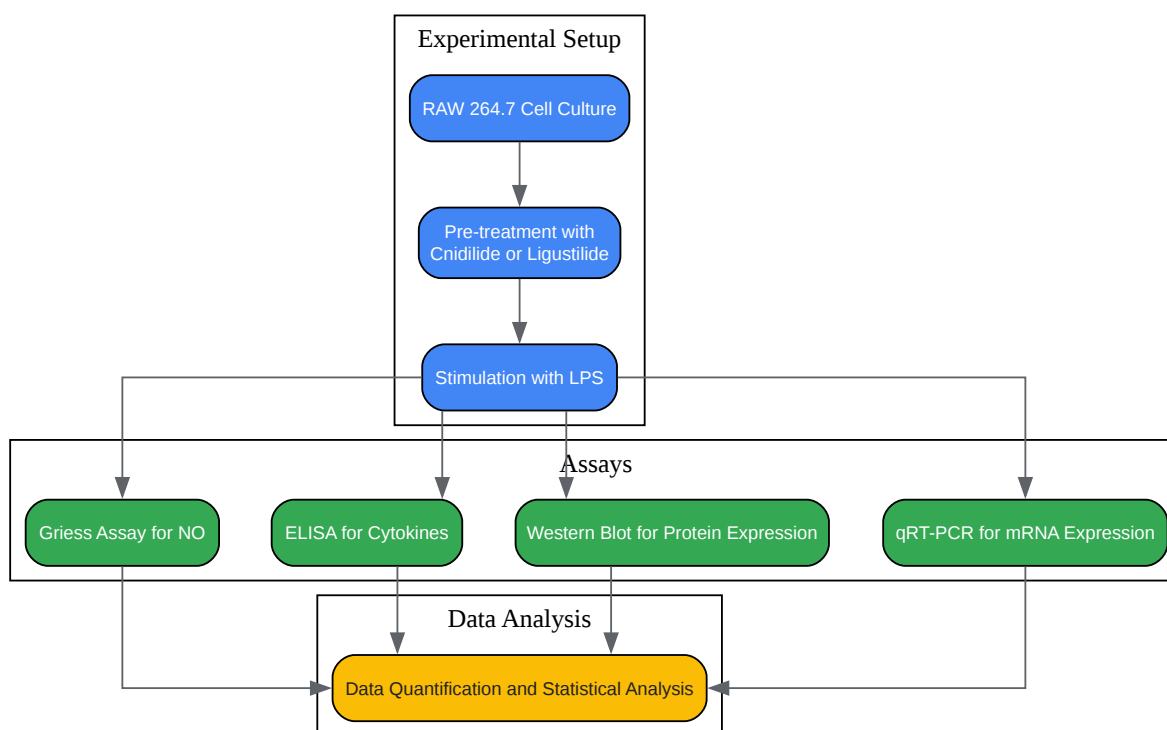 Experimental Setup
RAW 264.7 Cell Culture
Pre-treatment with
Cnidilide or Ligustilide
Stimulation with LPS
Assays
Griess Assay for NO
ELISA for Cytokines
Western Blot for Protein Expression
qRT-PCR for mRNA Expression
Data Analysis
Data Quantification and Statistical Analysis